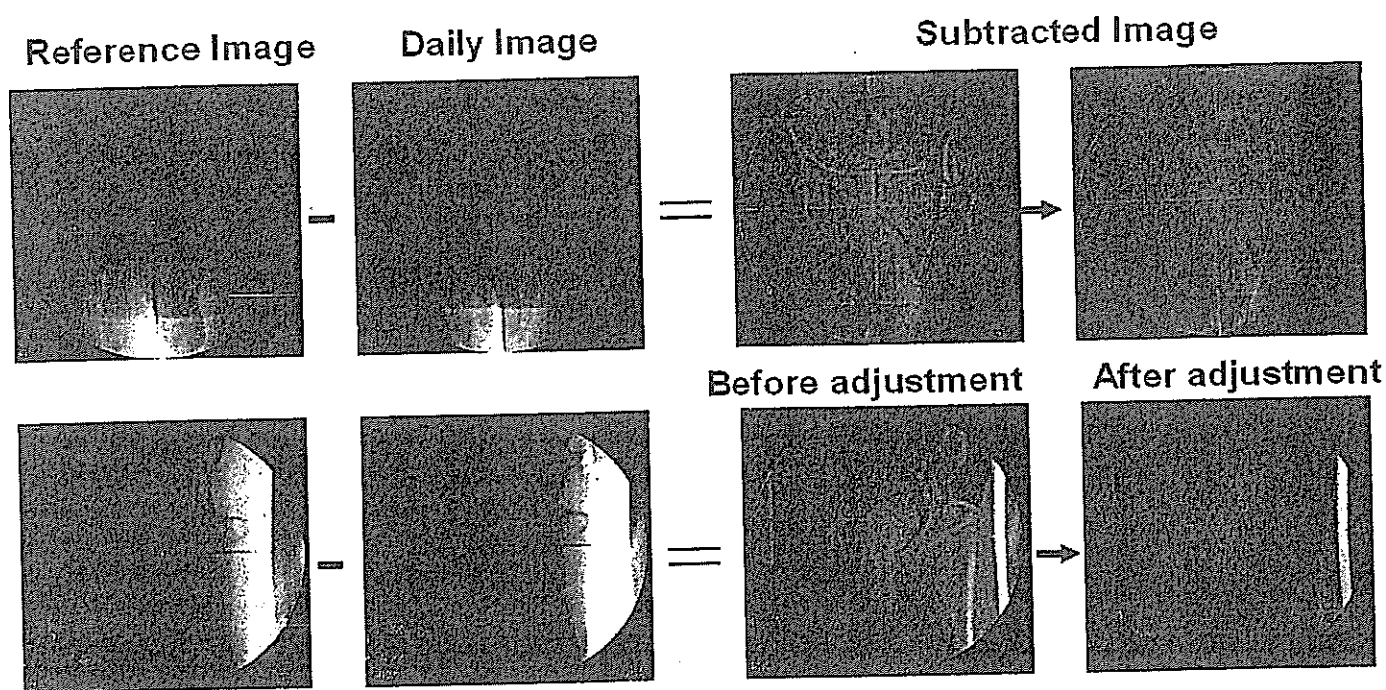 Reference Image
Daily Image
Subtracted Image
Before adjustment
After adjustment